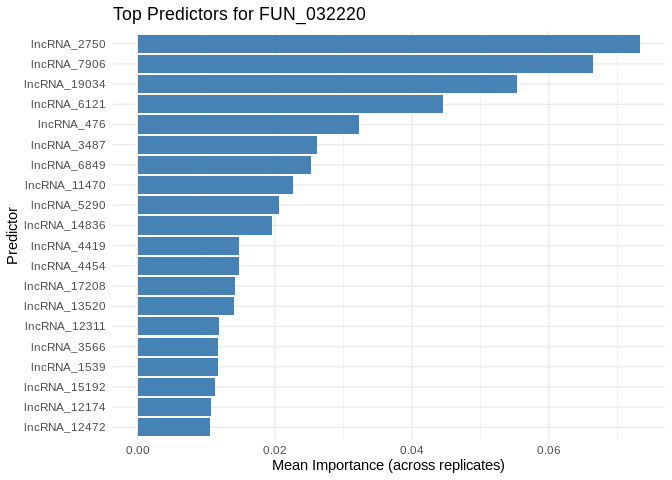 Top Predictors for FUN_032220
Predictor
lncRNA_2750
lncRNA_7906
lncRNA_19034
lncRNA_6121
lncRNA_476
lncRNA_3487
lncRNA_6849
lncRNA_11470
lncRNA_5290
lncRNA_14836
lncRNA_4419
lncRNA_4454
lncRNA_17208
lncRNA_13520
lncRNA_12311
lncRNA_3566
lncRNA_1539
lncRNA_15192
lncRNA_12174
lncRNA_12472
0.00 0.02 0.04 0.06
Mean Importance (across replicates)